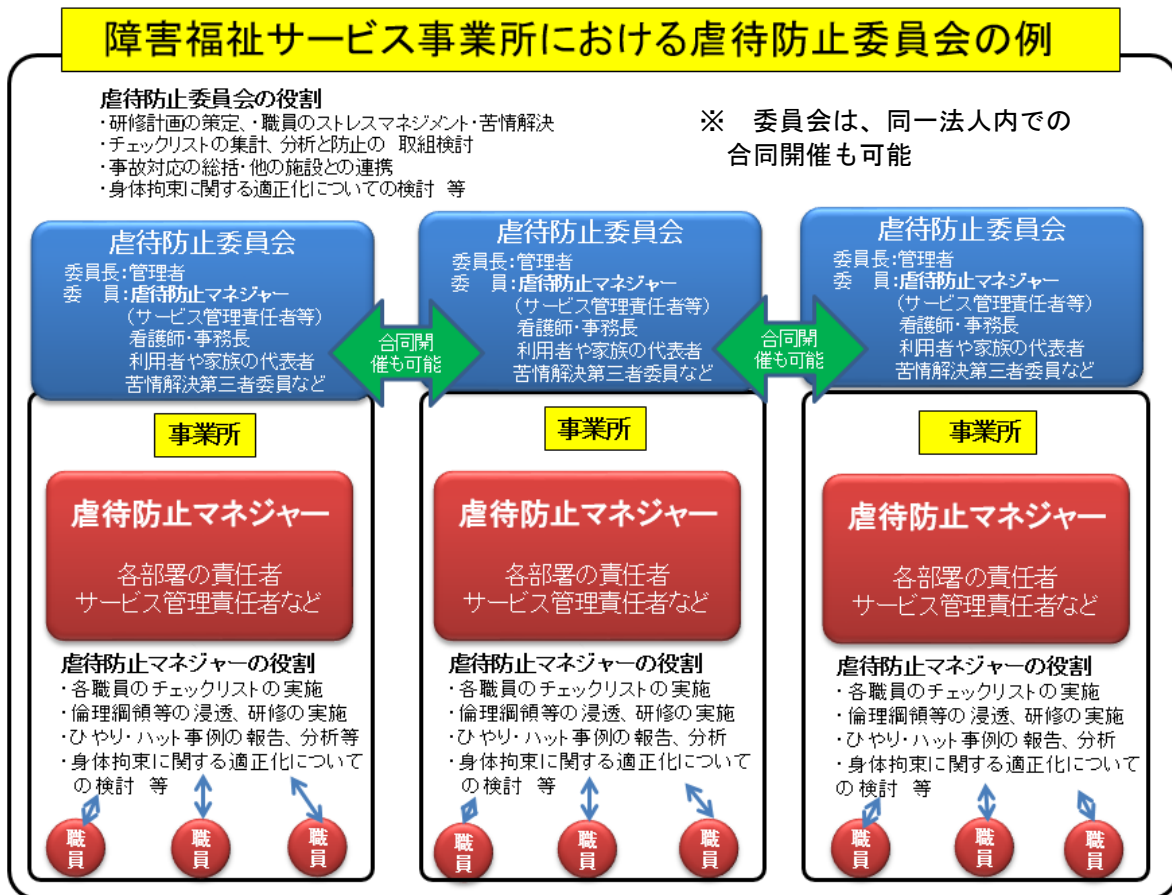 障害福祉サービス事業所における虐待防止委員会の例
虐待防止委員会の役割
・研修計画の策定、・職員のストレスマネジメント・苦情解決
・チェックリストの集計、分析と防止の 取組検討
・事故対応の総括・他の施設との連携
・身体拘束に関する適正化についての検討 等
※ 委員会は、同一法人内での
合同開催も可能
虐待防止委員会
委員長:管理者
委 員:虐待防止マネジャー
(サービス管理責任者等)
看護師・事務長
利用者や家族の代表者
苦情解決第三者委員など
合同開
催も可能
虐待防止委員会
委員長:管理者
委 員:虐待防止マネジャー
(サービス管理責任者等)
看護師・事務長
利用者や家族の代表者
苦情解決第三者委員など
合同開
催も可能
虐待防止委員会
委員長:管理者
委 員:虐待防止マネジャー
(サービス管理責任者等)
看護師・事務長
利用者や家族の代表者
苦情解決第三者委員など
事業所
虐待防止マネジャー
各部署の責任者
サービス管理責任者など
虐待防止マネジャーの役割
・各職員のチェックリストの実施
・倫理綱領等の浸透、研修の実施
・ひやり・ハット事例の報告、分析等
・身体拘束に関する適正化について
の検討 等
職員
職員
職員
事業所
虐待防止マネジャー
各部署の責任者
サービス管理責任者など
虐待防止マネジャーの役割
・各職員のチェックリストの実施
・倫理綱領等の浸透、研修の実施
・ひやり・ハット事例の報告、分析
・身体拘束に関する適正化について
の検討 等
職員
職員
職員
事業所
虐待防止マネジャー
各部署の責任者
サービス管理責任者など
虐待防止マネジャーの役割
・各職員のチェックリストの実施
・倫理綱領等の浸透、研修の実施
・ひやり・ハット事例の報告、分析
・身体拘束に関する適正化について
の検討 等
職員
職員
職員